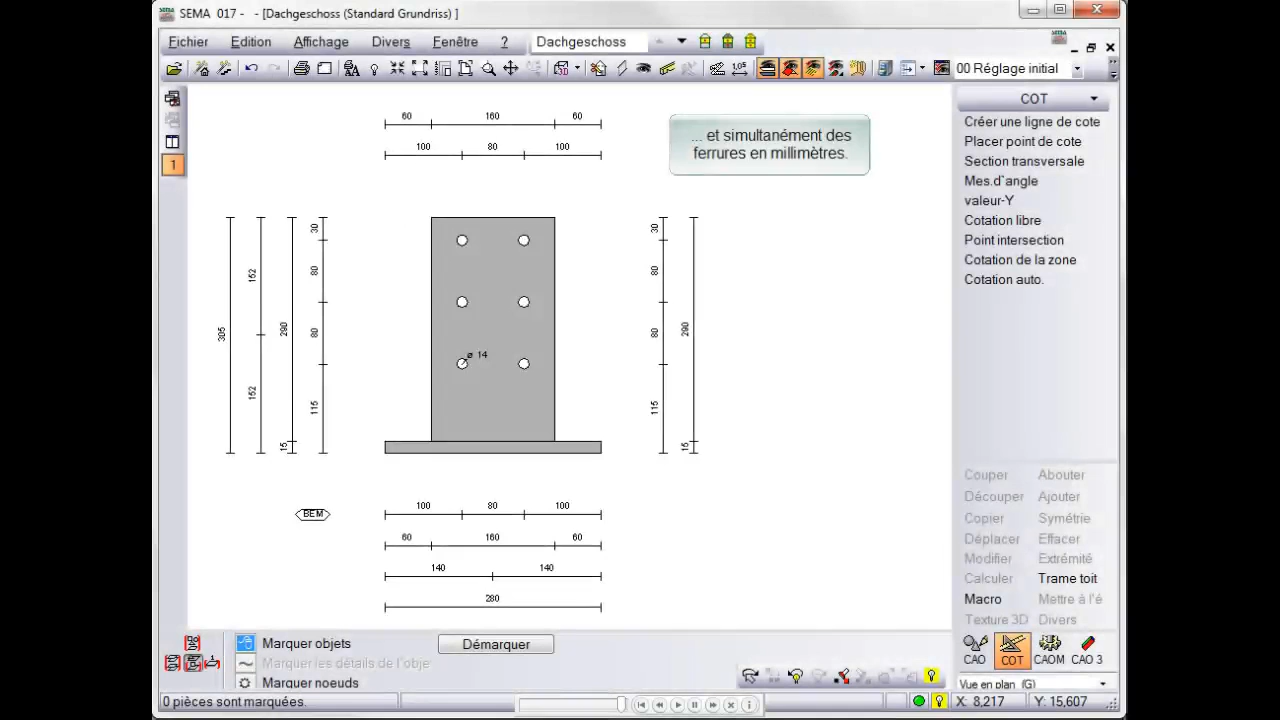 SEMA 017 - - [Dachgeschoss (Standard Grundriss) ]
Fichier Edition Affichage Divers Fenêtre ? Dachgeschoss
1,05 00 Réglage initial
1
COT
Créer une ligne de cote
Placer point de cote
Section transversale
Mes.d`angle
valeur-Y
Cotation libre
Point intersection
Cotation de la zone
Cotation auto.
... et simultanément des
ferrures en millimètres.
60 160 60
100 80 100
305
152
152
290
15
30
80
80
115
ø 14
30
80
80
115
290
15
BEM
100 80 100
60 160 60
140 140
280
Couper Abouter
Découper Ajouter
Copier Symétrie
Déplacer Effacer
Modifier Extrémité
Calculer Trame toit
Macro Mettre à l'é
Texture 3D Divers
CAO COT CAOM CAO 3
Vue en plan (G)
Marquer objets Démarquer
Marquer les détails de l'obje
Marquer noeuds
0 pièces sont marquées.
X: 8,217 Y: 15,607